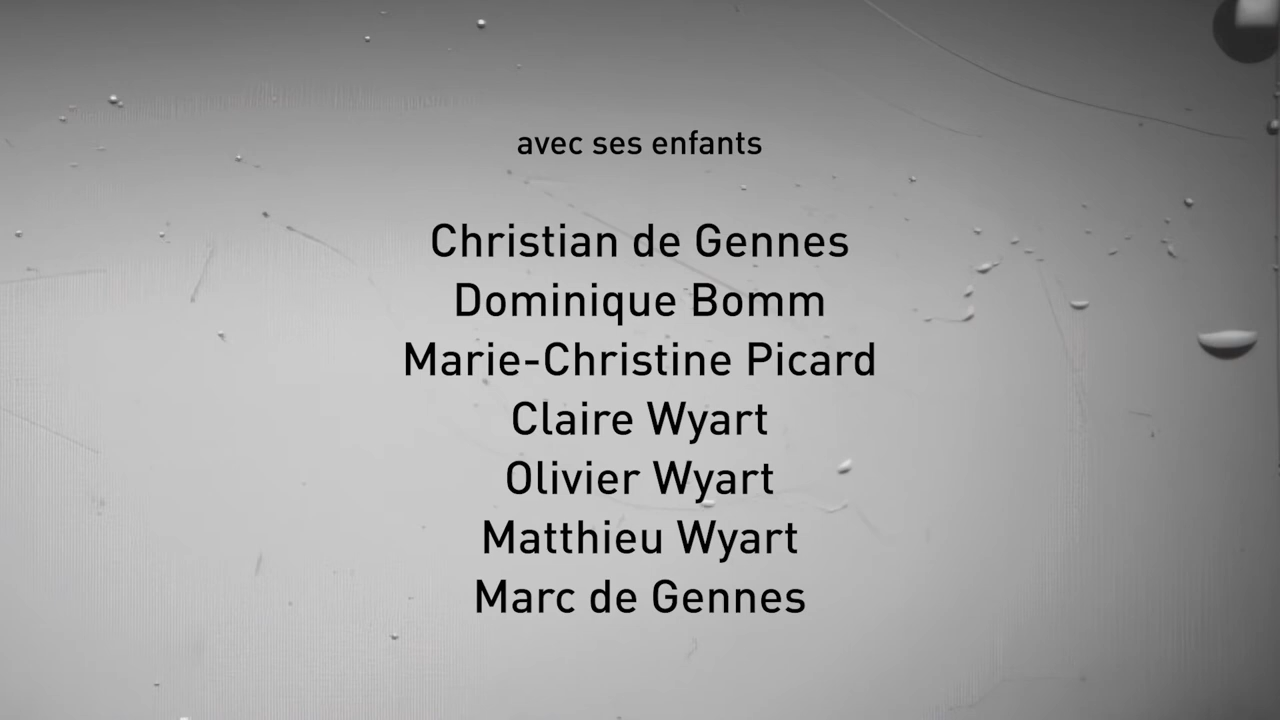 avec ses enfants
Christian de Gennes
Dominique Bomm
Marie-Christine Picard
Claire Wyart
Olivier Wyart
Matthieu Wyart
Marc de Gennes